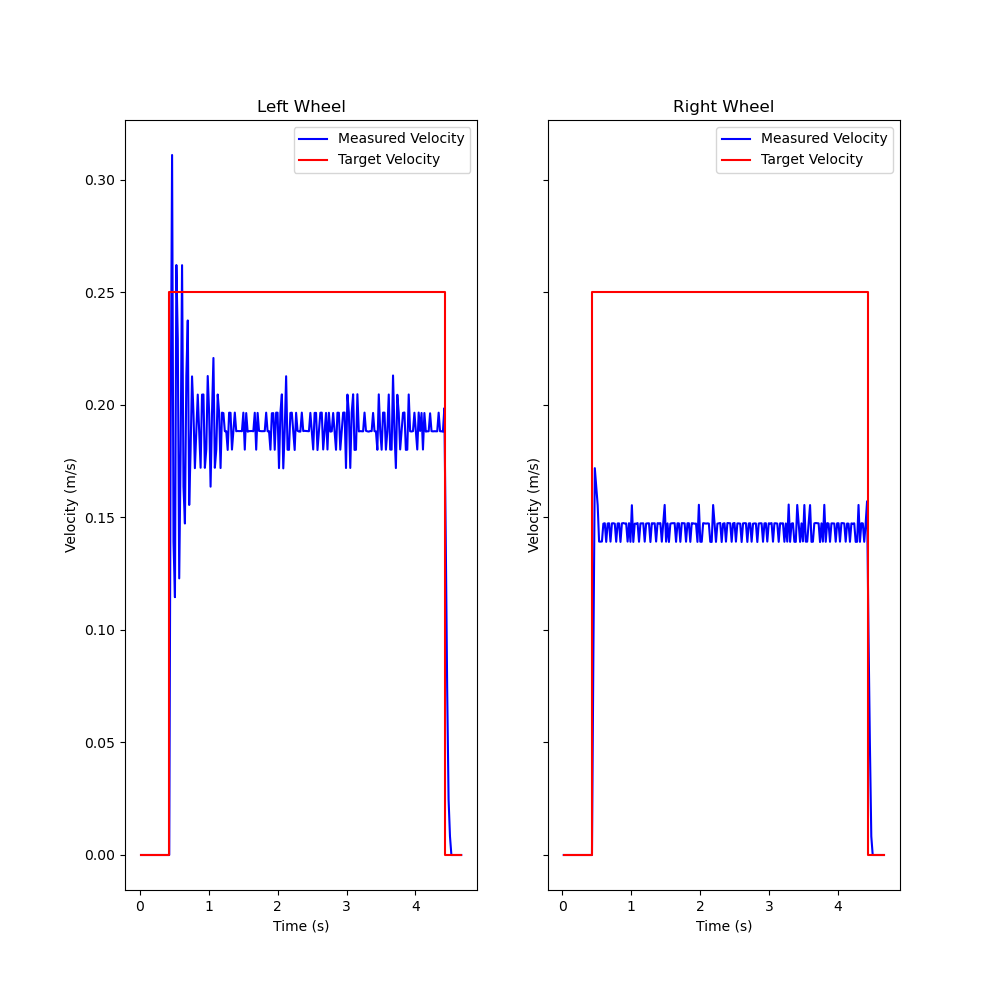 Left Wheel
Measured Velocity
Target Velocity
0.30
0.25
0.20
0.15
0.10
0.05
0.00
Velocity (m/s)
0 1 2 3 4
Time (s)
Right Wheel
Measured Velocity
Target Velocity
Velocity (m/s)
0 1 2 3 4
Time (s)